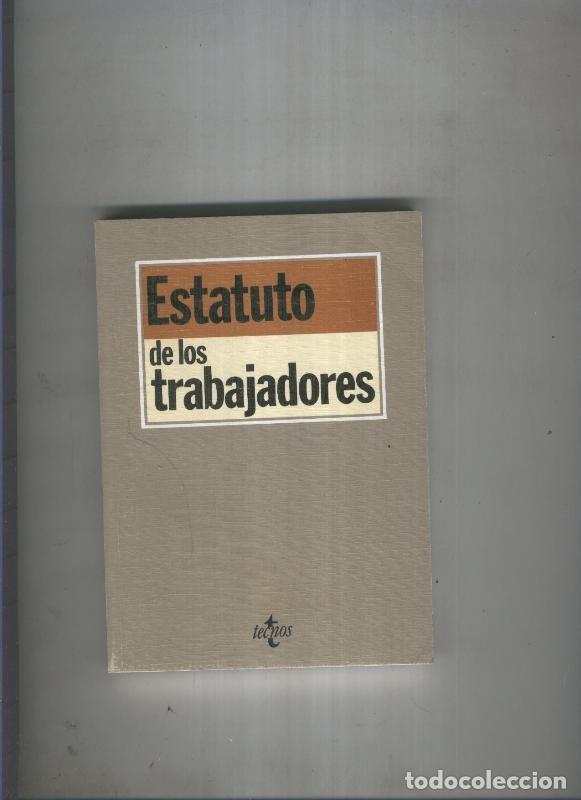 Estatuto
de los
trabajadores
tecnos
todocoleccion